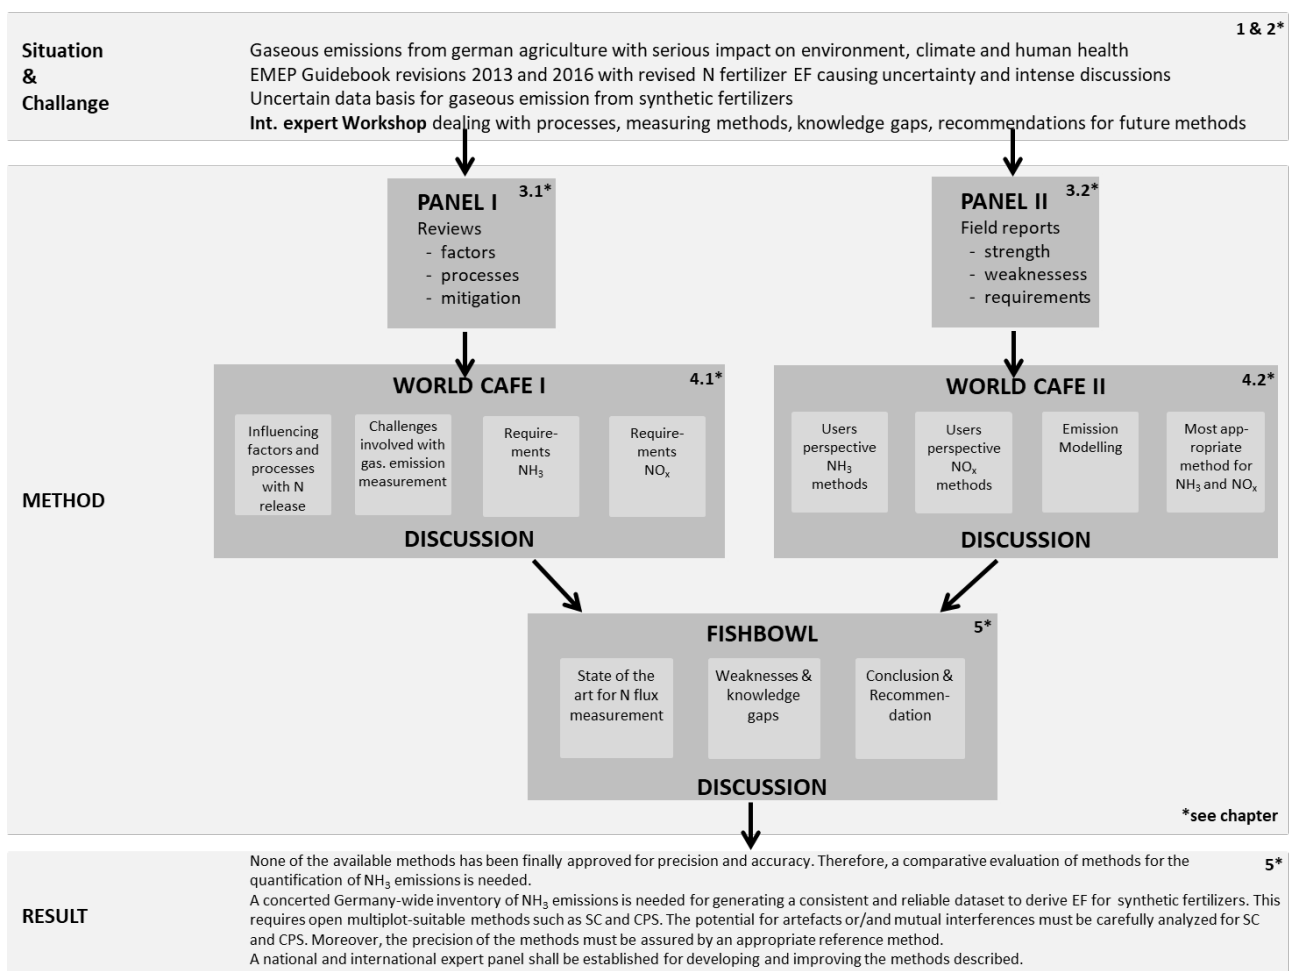 1 & 2*
Situation
&
Challange
Gaseous emissions from german agriculture with serious impact on environment, climate and human health
EMEP Guidebook revisions 2013 and 2016 with revised N fertilizer EF causing uncertainty and intense discussions
Uncertain data basis for gaseous emission from synthetic fertilizers
Int. expert Workshop dealing with processes, measuring methods, knowledge gaps, recommendations for future methods
METHOD
3.1*
PANEL I
Reviews
- factors
- processes
- mitigation
3.2*
PANEL II
Field reports
- strength
- weaknessess
- requirements
WORLD CAFE I
4.1*
Influencing
factors and
processes
with N
release
Challenges
involved with
gas. emission
measurement
Require-
ments
NH₃
Require-
ments
NOₓ
DISCUSSION
WORLD CAFE II
4.2*
Users
perspective
NH₃
methods
Users
perspective
NOₓ
methods
Emission
Modelling
Most app-
ropriate
method for
NH₃ and NOₓ
DISCUSSION
FISHBOWL
5*
State of the
art for N flux
measurement
Weaknesses &
knowledge
gaps
Conclusion &
Recommen-
dation
DISCUSSION
*see chapter
RESULT
5*
None of the available methods has been finally approved for precision and accuracy. Therefore, a comparative evaluation of methods for the
quantification of NH₃ emissions is needed.
A concerted Germany-wide inventory of NH₃ emissions is needed for generating a consistent and reliable dataset to derive EF for synthetic fertilizers. This
requires open multiplot-suitable methods such as SC and CPS. The potential for artefacts or/and mutual interferences must be carefully analyzed for SC
and CPS. Moreover, the precision of the methods must be assured by an appropriate reference method.
A national and international expert panel shall be established for developing and improving the methods described.